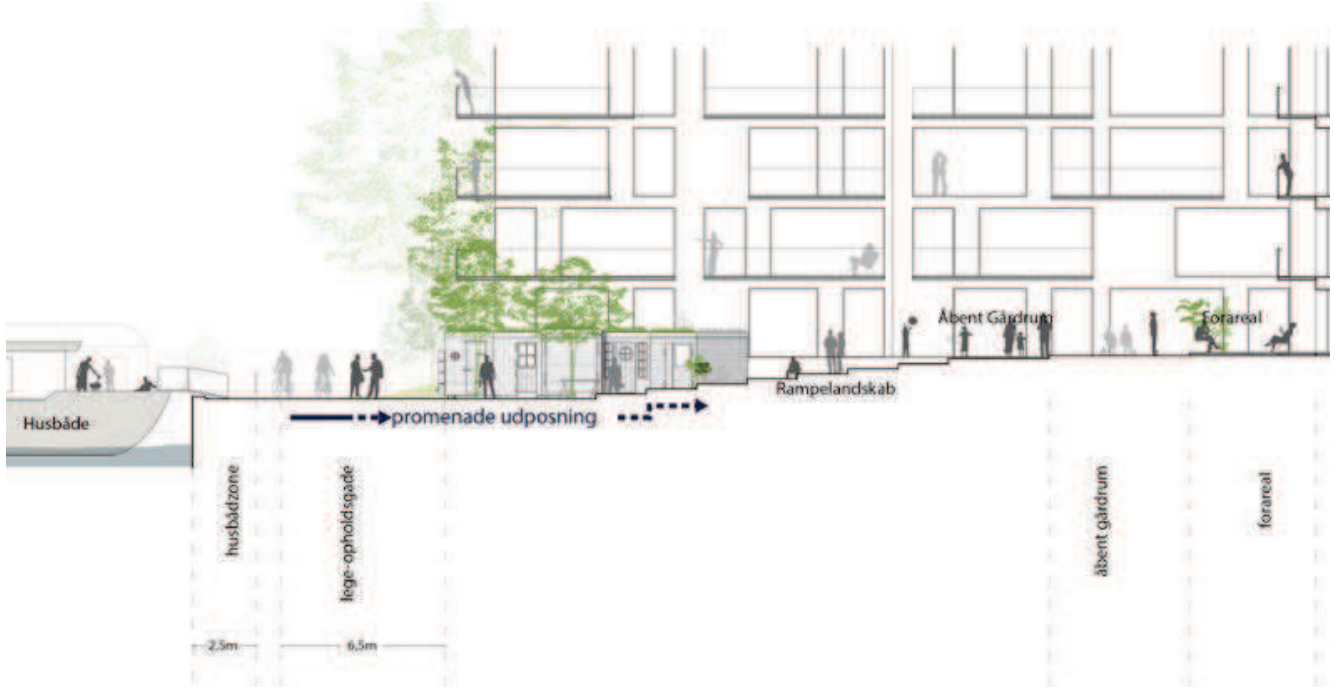 Åbent Gårdrum
Forareal
Rampelandskab
promenade udposning
Husbåde
husbådzone
lege-opholdsgade
åbent gårdrum
forareal
2,5m
6,5m